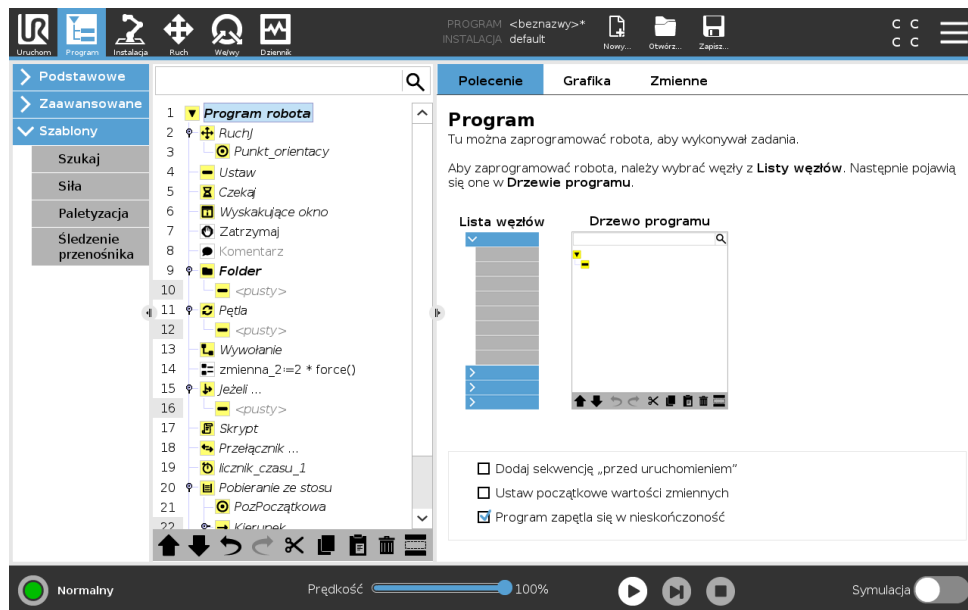 PROGRAM <beznazwy>*
INSTALACJA default
Uruchom Program Instalacja Ruch We/wy Dziennik Nowy... Otwórz... Zapisz...
C C
C C
Podstawowe
Zaawansowane
Szablony
Szukaj
Siła
Paletyzacja
Śledzenie
przenośnika
1 Program robota
2 RuchJ
3 Punkt_orientacy
4 Ustaw
5 Czekaj
6 Wyskakujące okno
7 Zatrzymaj
8 Komentarz
9 Folder
10 <pusty>
11 Pętla
12 <pusty>
13 Wywołanie
14 zmienna_2:=2 * force()
15 Jeżeli ...
16 <pusty>
17 Skrypt
18 Przełącznik ...
19 licznik_czasu_1
20 Pobieranie ze stosu
21 PozPoczątkowa
22 Kierunek
Polecenie Grafika Zmienne
Program
Tu można zaprogramować robota, aby wykonywał zadania.
Aby zaprogramować robota, należy wybrać węzły z Listy węzłów. Następnie pojawią
się one w Drzewie programu.
Lista węzłów Drzewo programu
Dodaj sekwencję „przed uruchomieniem”
Ustaw początkowe wartości zmiennych
Program zapętla się w nieskończoność
Normalny Prędkość 100% Symulacja